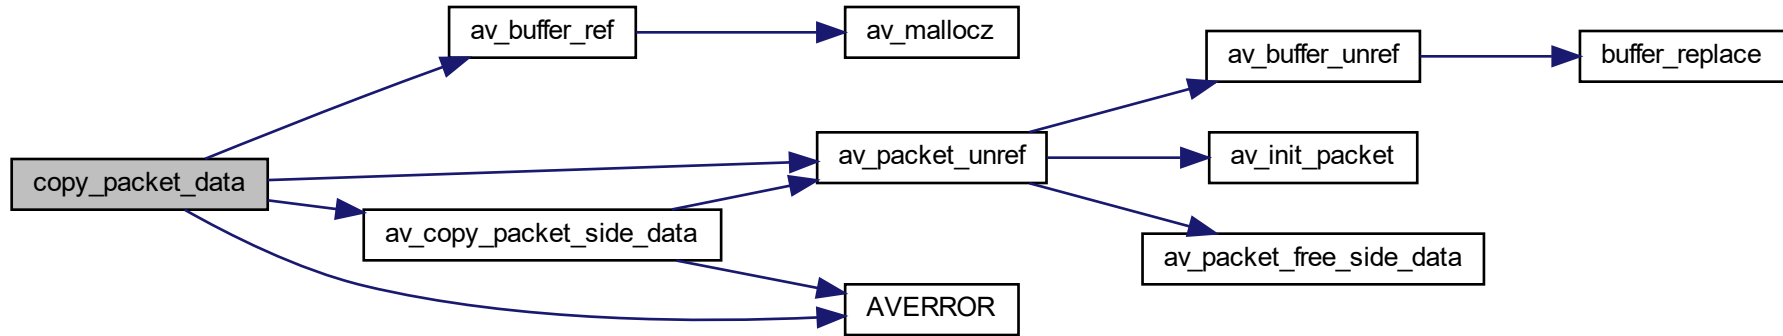 av_buffer_ref
av_mallocz
av_buffer_unref
buffer_replace
copy_packet_data
av_packet_unref
av_init_packet
av_copy_packet_side_data
av_packet_free_side_data
AVERROR